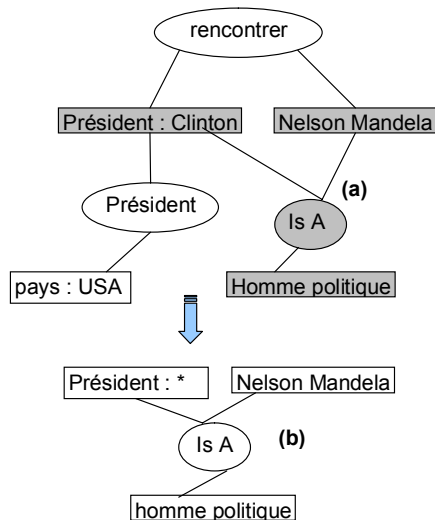 rencontrer
Président : Clinton
Nelson Mandela
(a)
Président
Is A
pays : USA
Homme politique
Président : *
Nelson Mandela
Is A
(b)
homme politique